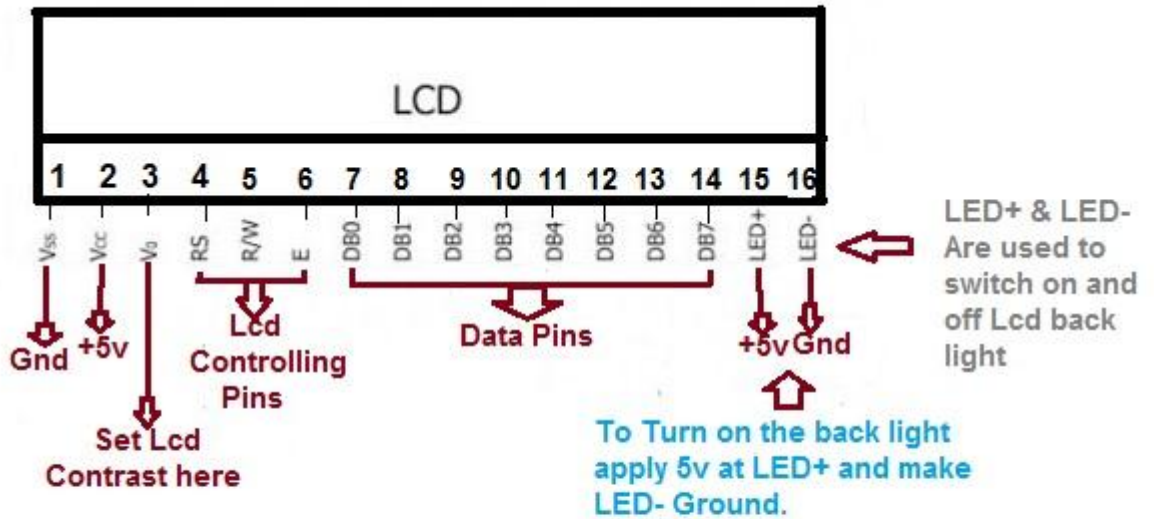 LCD
1 2 3 4 5 6 7 8 9 10 11 12 13 14 15 16
Vss Vcc V₀ RS R/W E DB0 DB1 DB2 DB3 DB4 DB5 DB6 DB7 LED+ LED-
Gnd
+5v
Set Lcd
Contrast here
Lcd
Controlling
Pins
Data Pins
+5v Gnd
LED+ & LED-
Are used to
switch on and
off Lcd back
light
To Turn on the back light
apply 5v at LED+ and make
LED- Ground.